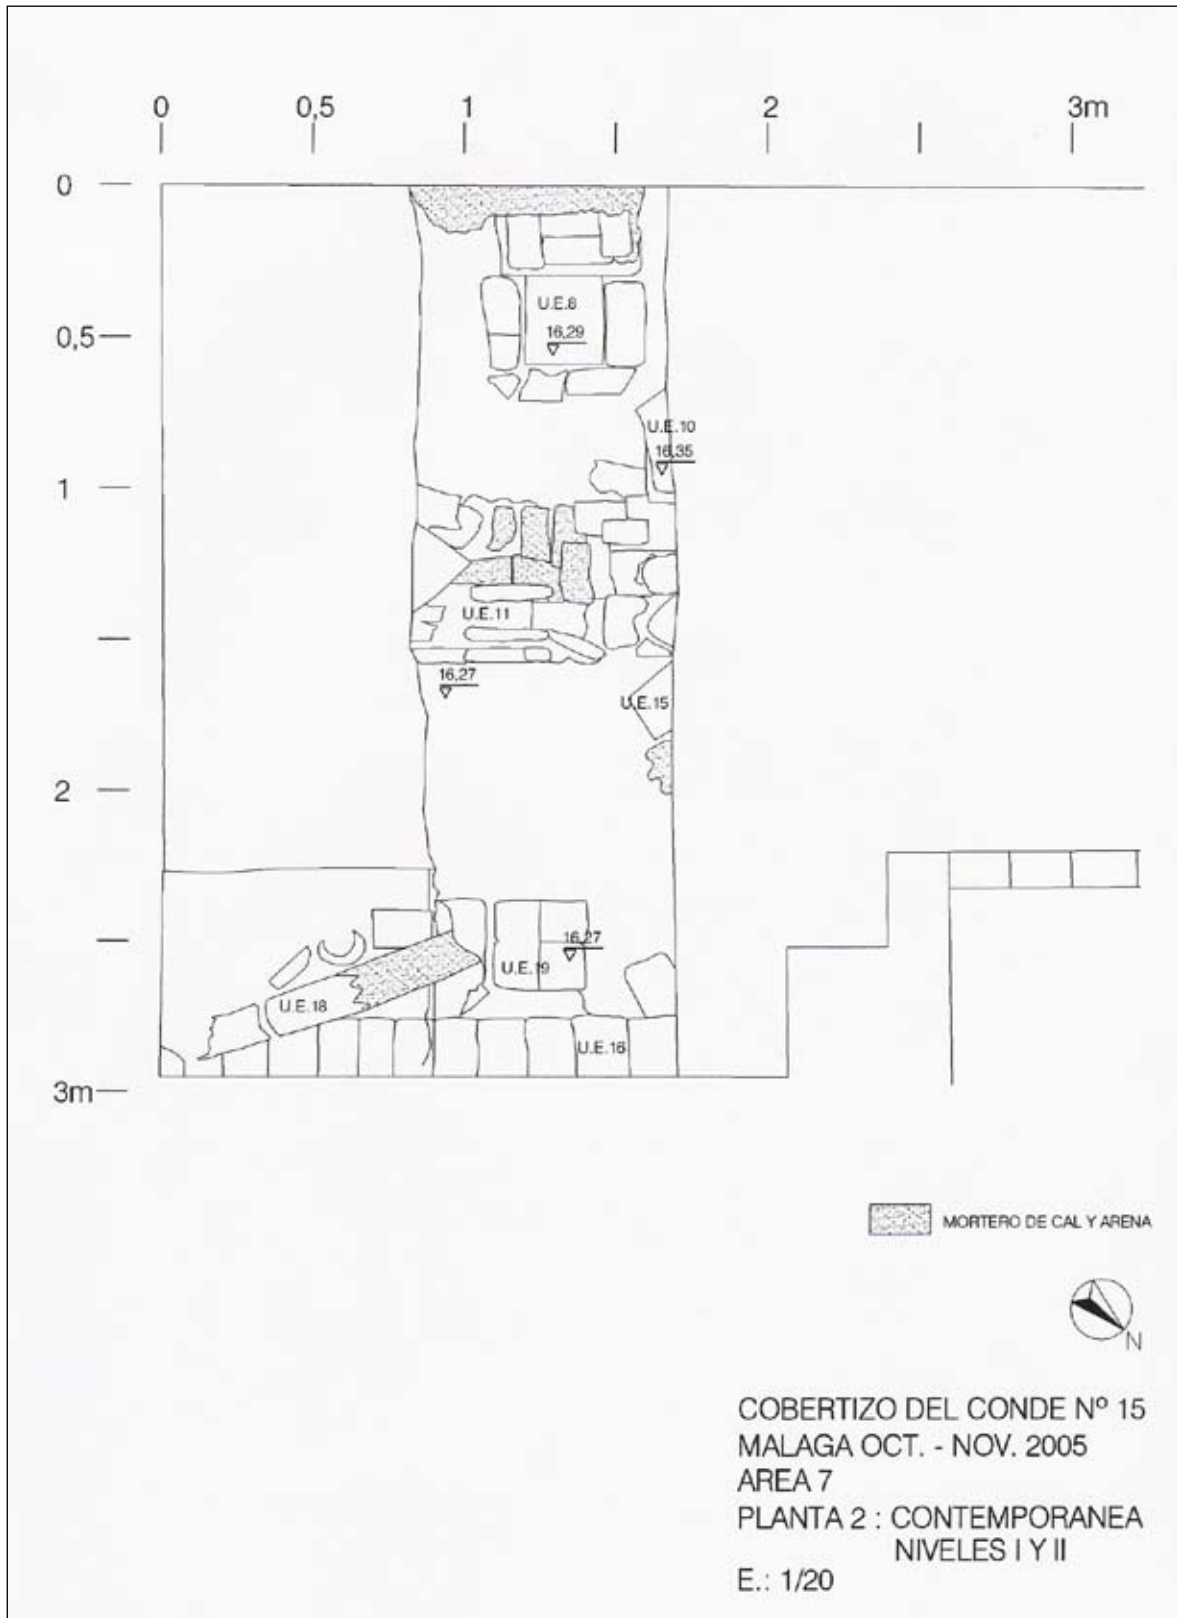 0 0,5 1 2 3m
0
U.E.8
0,5
16,29
U.E.10
16,35
1
U.E.11
16,27
U.E.15
2
16,27
U.E.19
U.E.18
U.E.16
3m
MORTERO DE CAL Y ARENA
N
COBERTIZO DEL CONDE Nº 15
MALAGA OCT. - NOV. 2005
AREA 7
PLANTA 2 : CONTEMPORANEA
NIVELES I Y II
E.: 1/20